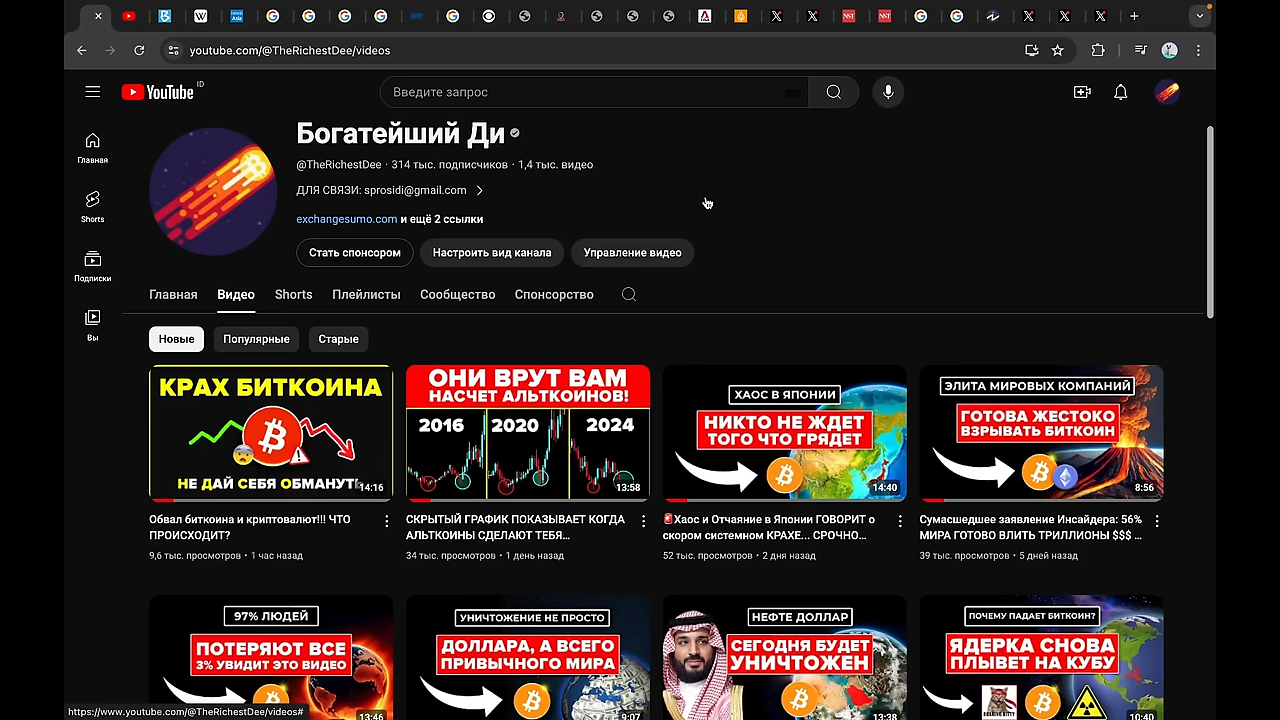 youtube.com/@TheRichestDee/videos
YouTube ID
Введите запрос
Главная
Shorts
Подписки
Вы
Богатейший Ди
@TheRichestDee · 314 тыс. подписчиков · 1,4 тыс. видео
ДЛЯ СВЯЗИ: sprosidi@gmail.com
exchangesumo.com и ещё 2 ссылки
Стать спонсором
Настроить вид канала
Управление видео
Главная
Видео
Shorts
Плейлисты
Сообщество
Спонсорство
Новые
Популярные
Старые
КРАХ БИТКОИНА
НЕ ДАЙ СЕБЯ ОБМАНУТЬ
14:16
Обвал биткоина и криптовалют!!! ЧТО
ПРОИСХОДИТ?
9,6 тыс. просмотров · 1 час назад
ОНИ ВРУТ ВАМ
НАСЧЕТ АЛЬТКОИНОВ!
2016
2020
2024
13:58
СКРЫТЫЙ ГРАФИК ПОКАЗЫВАЕТ КОГДА
АЛЬТКОИНЫ СДЕЛАЮТ ТЕБЯ...
34 тыс. просмотров · 1 день назад
ХАОС В ЯПОНИИ
НИКТО НЕ ЖДЕТ
ТОГО ЧТО ГРЯДЕТ
14:40
🚨Хаос и Отчаяние в Японии ГОВОРИТ о
скором системном КРАХЕ... СРОЧНО...
52 тыс. просмотров · 2 дня назад
ЭЛИТА МИРОВЫХ КОМПАНИЙ
ГОТОВА ЖЕСТОКО
ВЗРЫВАТЬ БИТКОИН
8:56
Сумасшедшее заявление Инсайдера: 56%
МИРА ГОТОВО ВЛИТЬ ТРИЛЛИОНЫ $$$ ...
39 тыс. просмотров · 5 дней назад
97% ЛЮДЕЙ
ПОТЕРЯЮТ ВСЕ
3% УВИДИТ ЭТО ВИДЕО
13:46
УНИЧТОЖЕНИЕ НЕ ПРОСТО
ДОЛЛАРА, А ВСЕГО
ПРИВЫЧНОГО МИРА
9:07
НЕФТЕ ДОЛЛАР
СЕГОДНЯ БУДЕТ
УНИЧТОЖЕН
13:38
ПОЧЕМУ ПАДАЕТ БИТКОИН?
ЯДЕРКА СНОВА
ПЛЫВЕТ НА КУБУ
10:40
https://www.youtube.com/@TheRichestDee/videos#